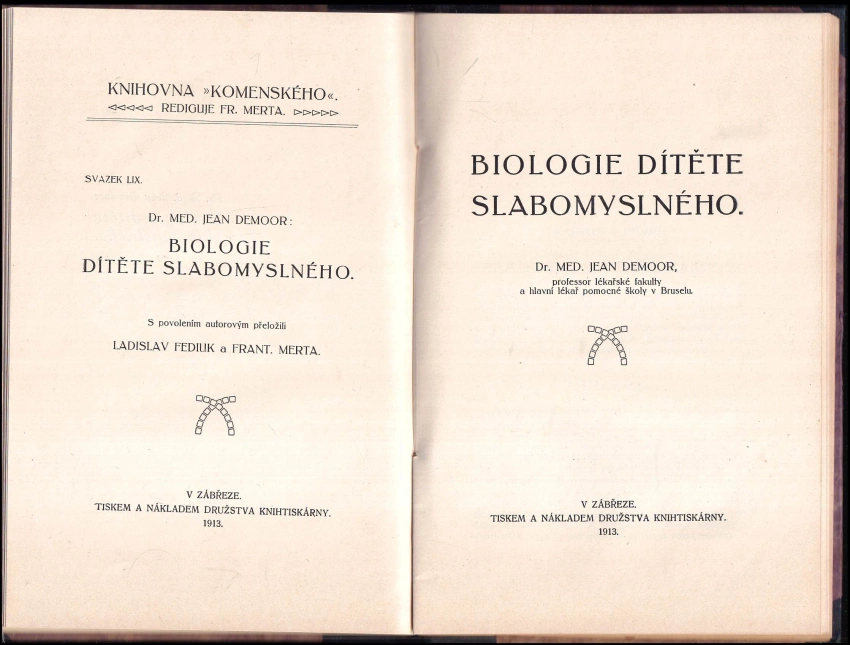 KNIHOVNA »KOMENSKÉHO«.
REDIGUJE FR. MERTA.
SVAZEK LIX.
Dr. MED. JEAN DEMOOR:
BIOLOGIE
DÍTĚTE SLABOMYSLNÉHO.
S povolením autorovým přeložili
LADISLAV FEDIUK a FRANT. MERTA.
V ZÁBŘEZE.
TISKEM A NÁKLADEM DRUŽSTVA KNIHTISKÁRNY.
1913.
BIOLOGIE DÍTĚTE
SLABOMYSLNÉHO.
Dr. MED. JEAN DEMOOR,
professor lékařské fakulty
a hlavní lékař pomocné školy v Bruselu.
V ZÁBŘEZE.
TISKEM A NÁKLADEM DRUŽSTVA KNIHTISKÁRNY.
1913.